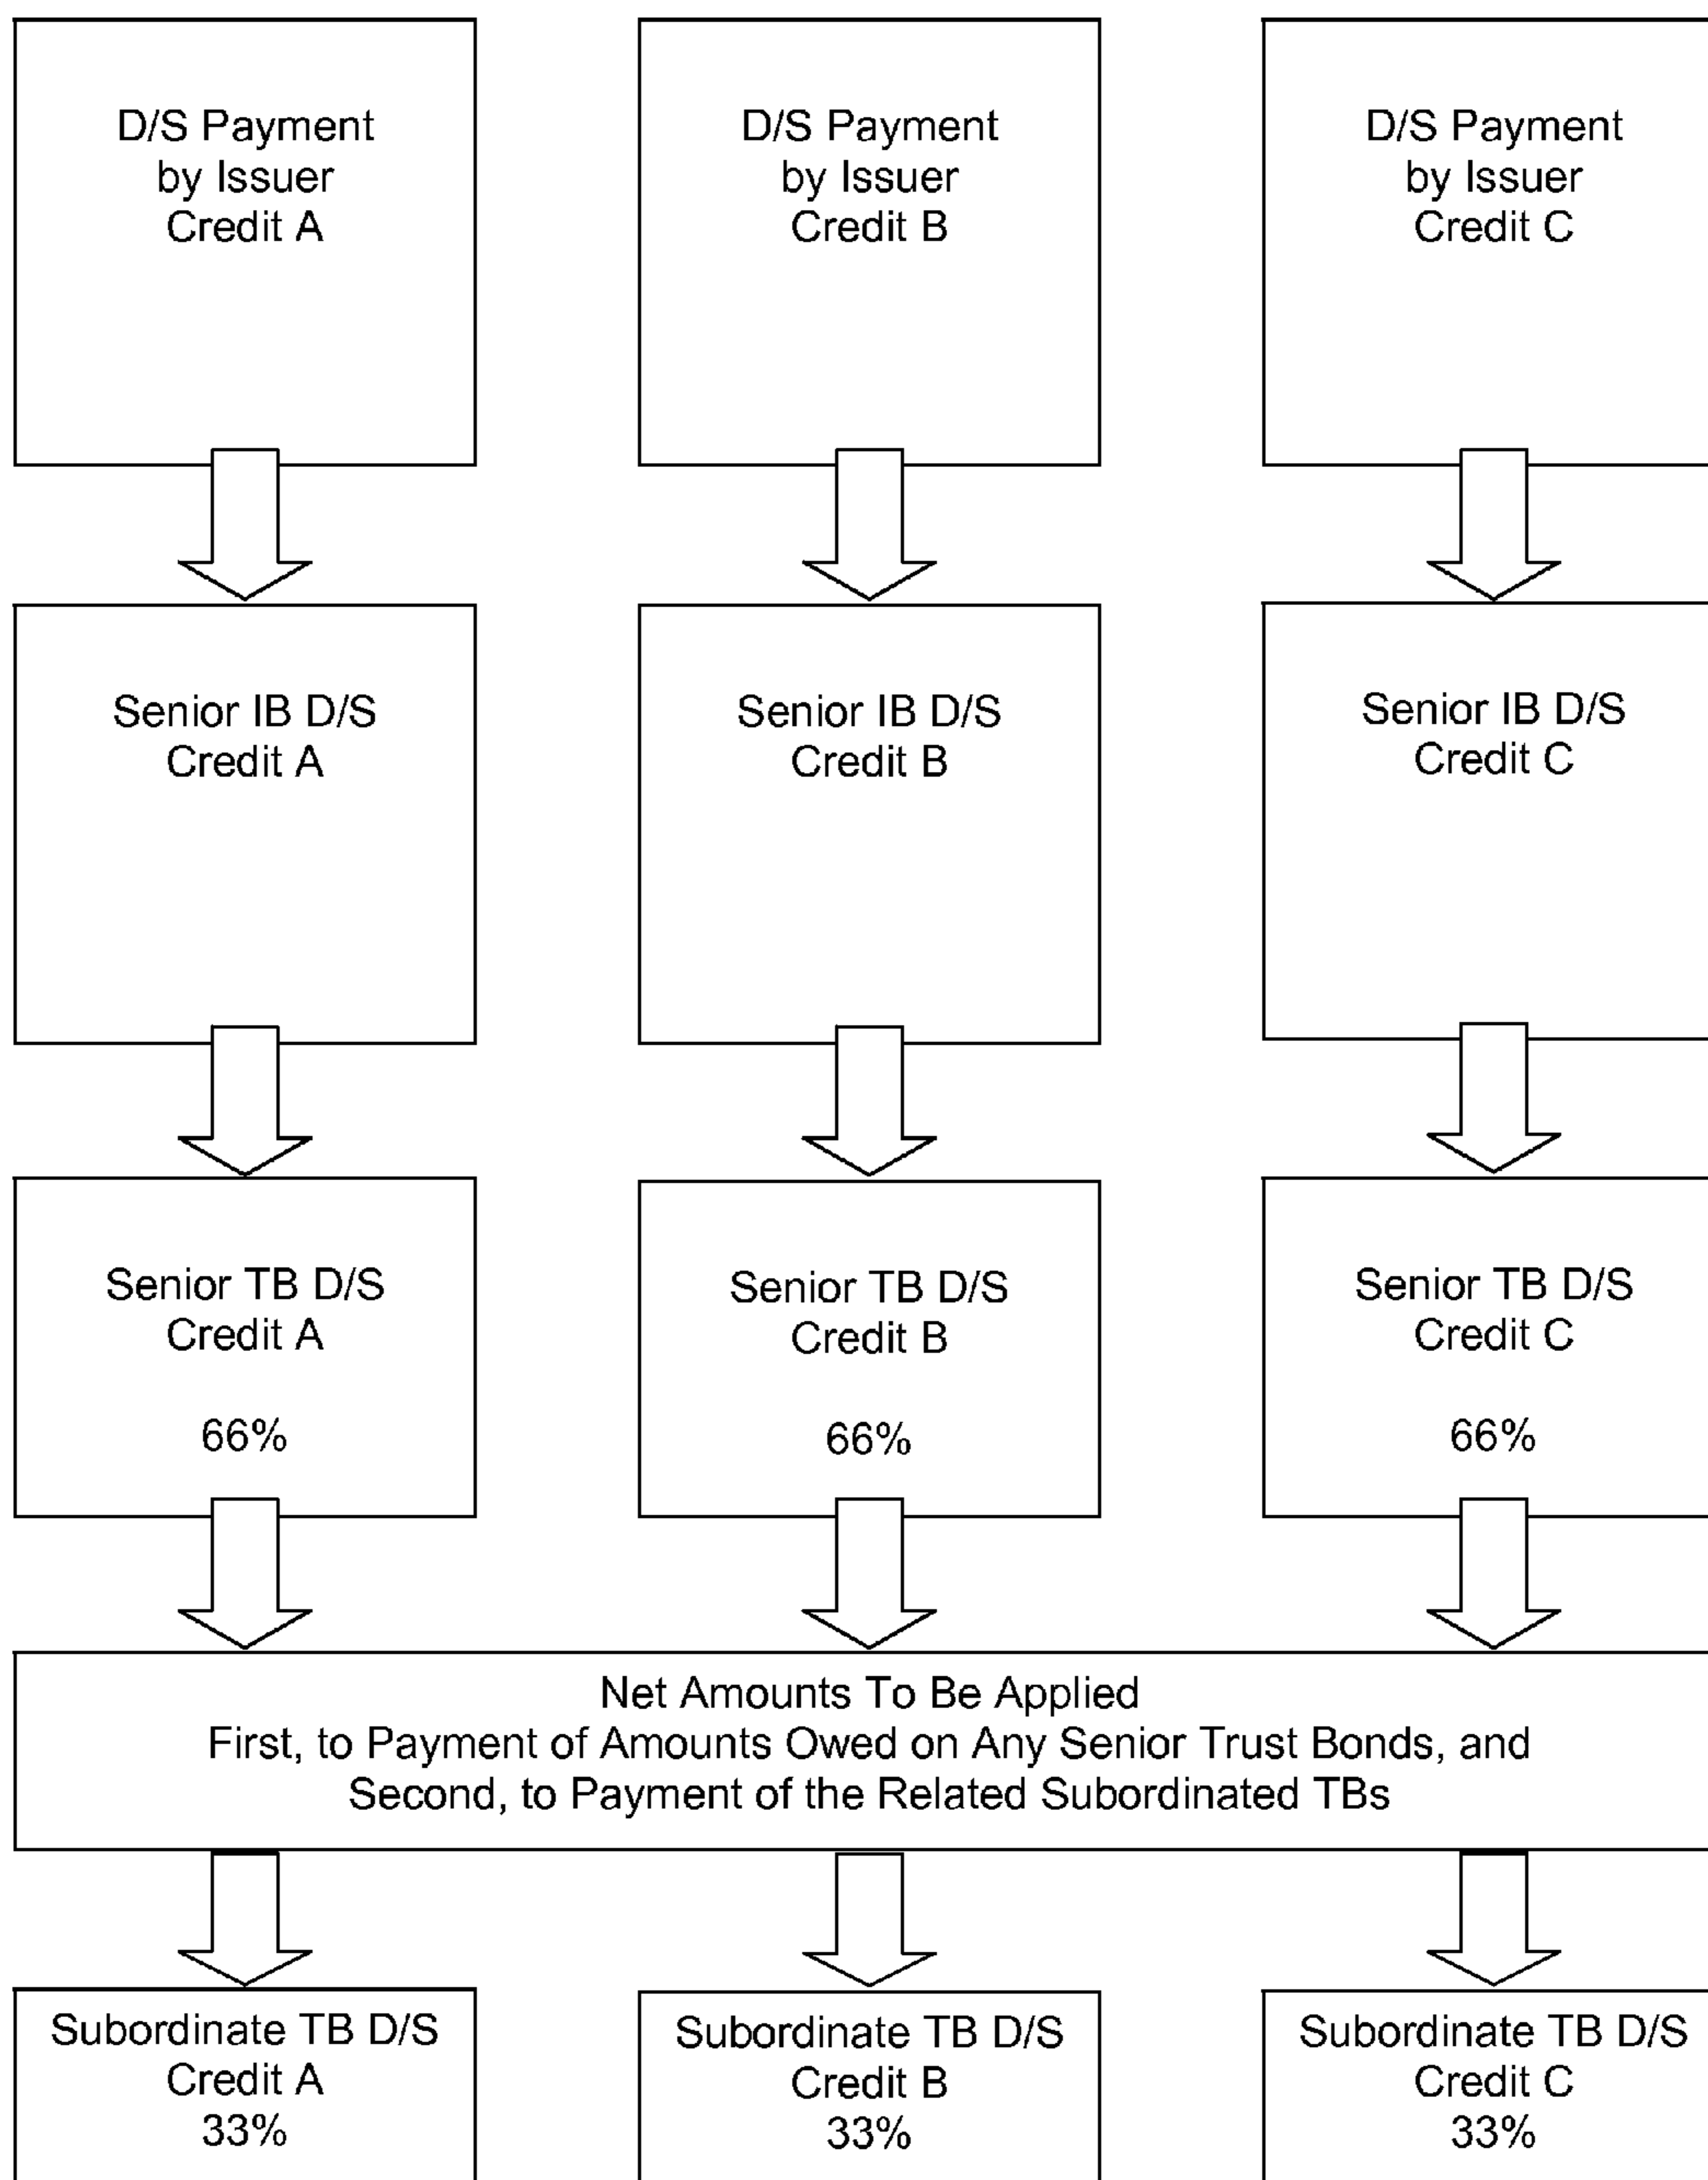 D/S Payment
by Issuer
Credit A
D/S Payment
by Issuer
Credit B
D/S Payment
by Issuer
Credit C
Senior IB D/S
Credit A
Senior IB D/S
Credit B
Senior IB D/S
Credit C
Senior TB D/S
Credit A
66%
Senior TB D/S
Credit B
66%
Senior TB D/S
Credit C
66%
Net Amounts To Be Applied
First, to Payment of Amounts Owed on Any Senior Trust Bonds, and
Second, to Payment of the Related Subordinated TBs
Subordinate TB D/S
Credit A
33%
Subordinate TB D/S
Credit B
33%
Subordinate TB D/S
Credit C
33%